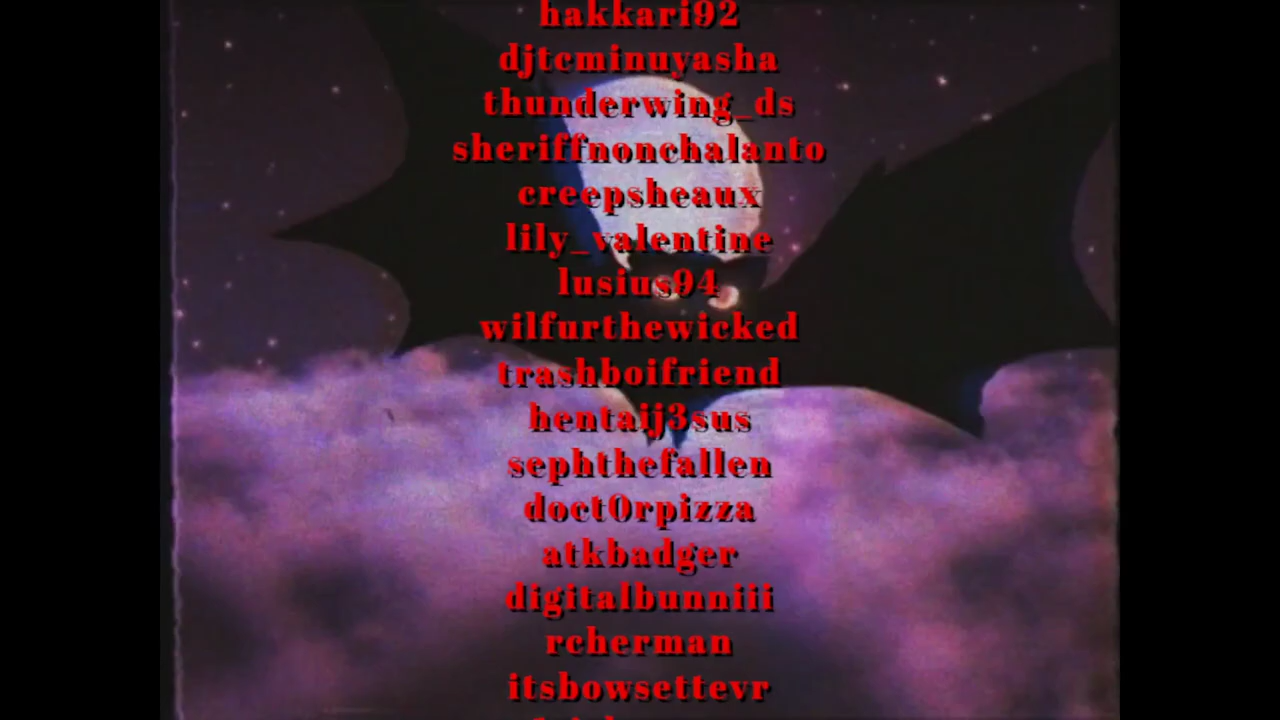 hakkari92
djtcminuyasha
thunderwing_ds
sheriffnonchalanto
creepsheaux
lily_valentine
lusius94
wilfurthewicked
trashboifriend
hentaij3sus
sephthefallen
doct0rpizza
atkbadger
digitalbunniii
rcherman
itsbowsettevr